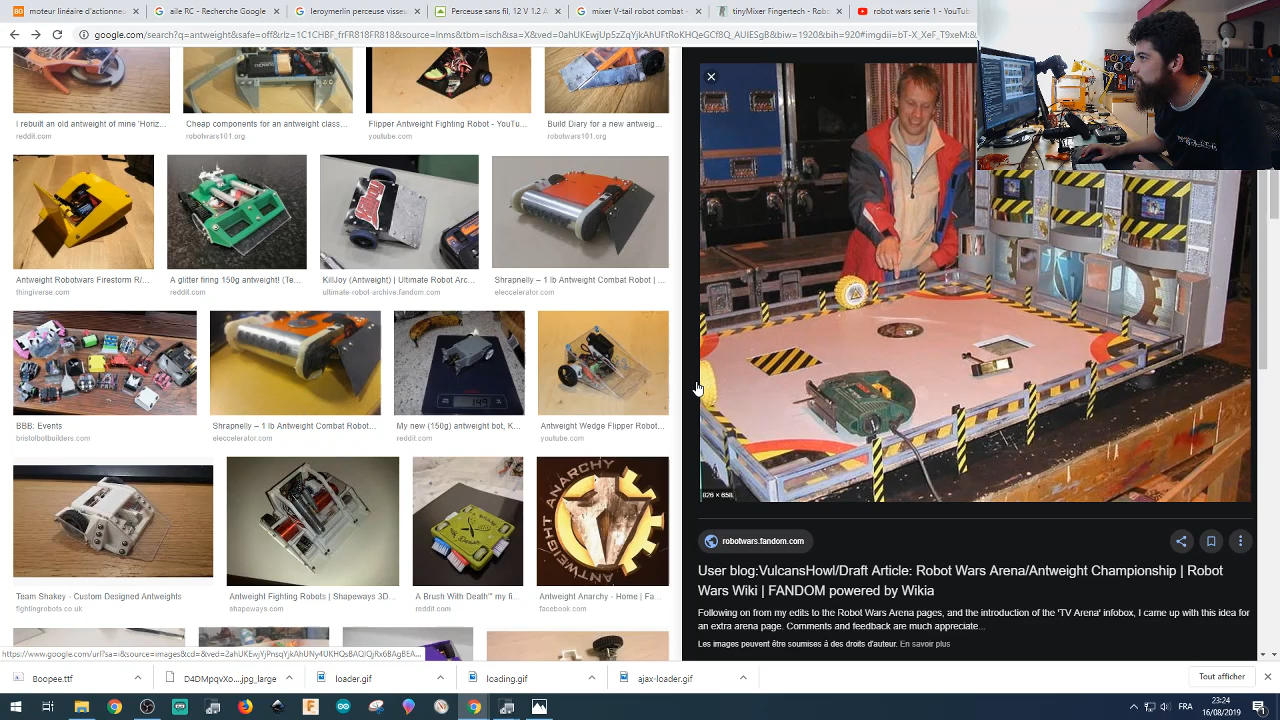 moteur linéaire d'actionne
aile RC - Recherche Google
leroymerlin perceuse visse
Perceuse sans fil, 12 V 1.2 A
mixer V-tail robot combat
tinyMixer Fingertech - Rob
robot wars serie 1 - YouTub
I rebuilt an old antweight of mine 'Horiz...
Cheap components for an antweight class...
Flipper Antweight Fighting Robot - YouTu...
Build Diary for a new antweig...
reddit.com
robotwars101.org
youtube.com
robotwars101.org
Antweight Robotwars Firestorm R/...
A glitter firing 150g antweight! (Te...
KillJoy (Antweight) | Ultimate Robot Arc...
Shrapnelly – 1 lb Antweight Combat Robot | ...
thingiverse.com
reddit.com
ultimate-robot-archive.fandom.com
eleccelerator.com
BBB: Events
Shrapnelly – 1 lb Antweight Combat Robot...
My new (150g) antweight bot, K...
Antweight Wedge Flipper Robot...
bristolbotbuilders.com
eleccelerator.com
reddit.com
youtube.com
ANTWEIGHT ANARCHY
Team Shakey - Custom Designed Antweights
Antweight Fighting Robots | Shapeways 3D...
A Brush With Death'" my fi...
Antweight Anarchy - Home | Fa...
fightingrobots.co.uk
shapeways.com
reddit.com
facebook.com
826 × 658
robotwars.fandom.com
User blog:VulcansHowl/Draft Article: Robot Wars Arena/Antweight Championship | Robot
Wars Wiki | FANDOM powered by Wikia
Following on from my edits to the Robot Wars Arena pages, and the introduction of the 'TV Arena' infobox, I came up with this idea for
an extra arena page. Comments and feedback are much appreciate...
Les images peuvent être soumises à des droits d'auteur. En savoir plus
Boopee.ttf
D4DMpqvXo....jpg_large
loader.gif
loading.gif
ajax-loader.gif
Tout afficher
FRA
23:24
16/08/2019